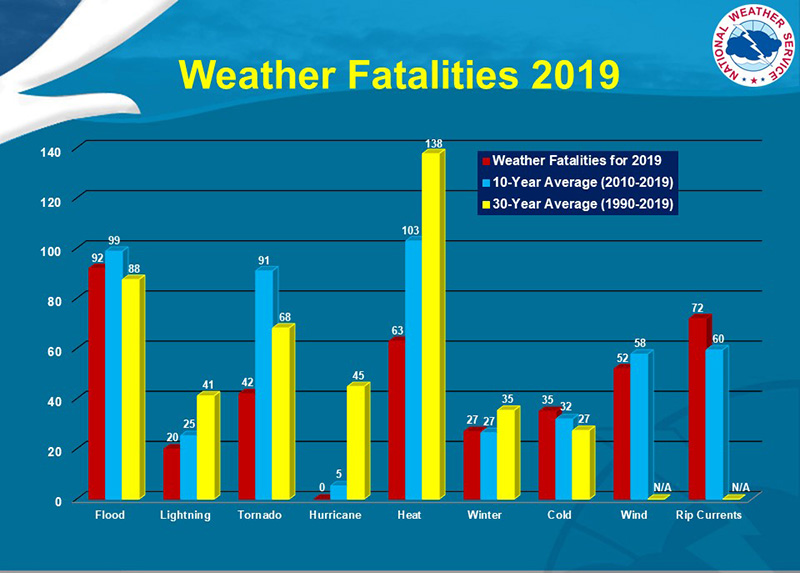 NATIONAL WEATHER SERVICE
Weather Fatalities 2019
Weather Fatalities for 2019
10-Year Average (2010-2019)
30-Year Average (1990-2019)
140
120
100
80
60
40
20
0
92 99 88
20 25 41
42 91 68
0 5 45
63 103 138
27 27 35
35 32 27
52 58 N/A
72 60 N/A
Flood Lightning Tornado Hurricane Heat Winter Cold Wind Rip Currents